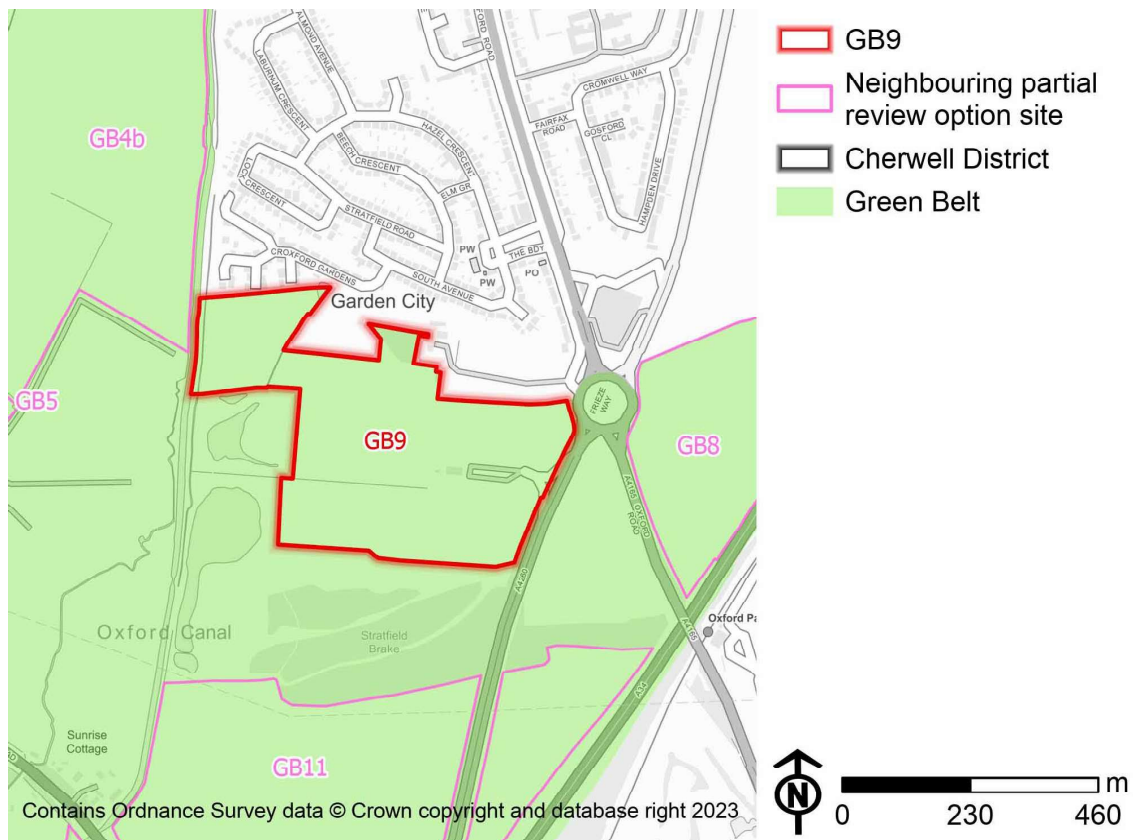 ALMOND AVENUE
LABURNUM CRESCENT
OXFORD ROAD
CROMWELL WAY
FAIRFAX
ROAD
GOSFORD
CL
HAMPDEN DRIVE
HAZEL CRESCENT
BEECH CRESCENT
ELM GR
LOCK
CRESCENT
STRATFIELD ROAD
CROXFORD GARDENS
SOUTH AVENUE
PW
PW
THE BDY
PO
GB4b
Garden City
GB5
GB9
FRIEZE
WAY
GB8
A4165 OXFORD
ROAD
A4260
Oxford Canal
Stratfield
Brake
Oxford Pa
A4165
A34
Sunrise
Cottage
GB11
Contains Ordnance Survey data © Crown copyright and database right 2023
GB9
Neighbouring partial
review option site
Cherwell District
Green Belt
N
m
0 230 460